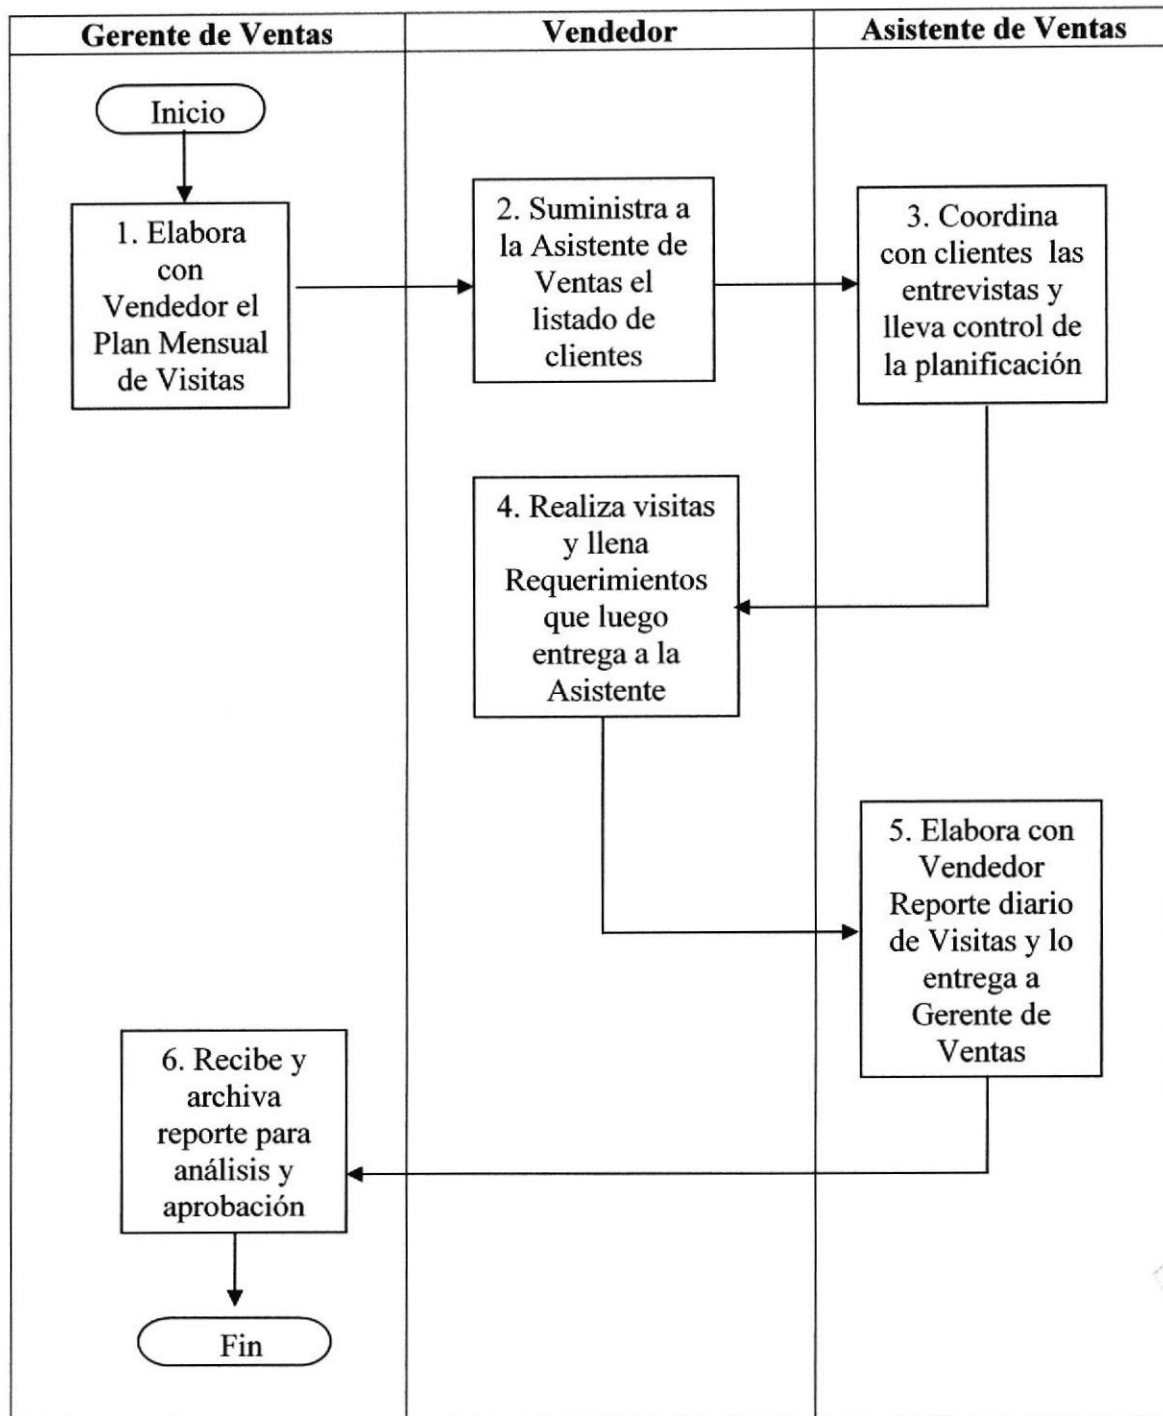 Gerente de Ventas
Vendedor
Asistente de Ventas
Inicio
1. Elabora
con
Vendedor el
Plan Mensual
de Visitas
2. Suministra a
la Asistente de
Ventas el
listado de
clientes
3. Coordina
con clientes las
entrevistas y
lleva control de
la planificación
4. Realiza visitas
y llena
Requerimientos
que luego
entrega a la
Asistente
5. Elabora con
Vendedor
Reporte diario
de Visitas y lo
entrega a
Gerente de
Ventas
6. Recibe y
archiva
reporte para
análisis y
aprobación
Fin